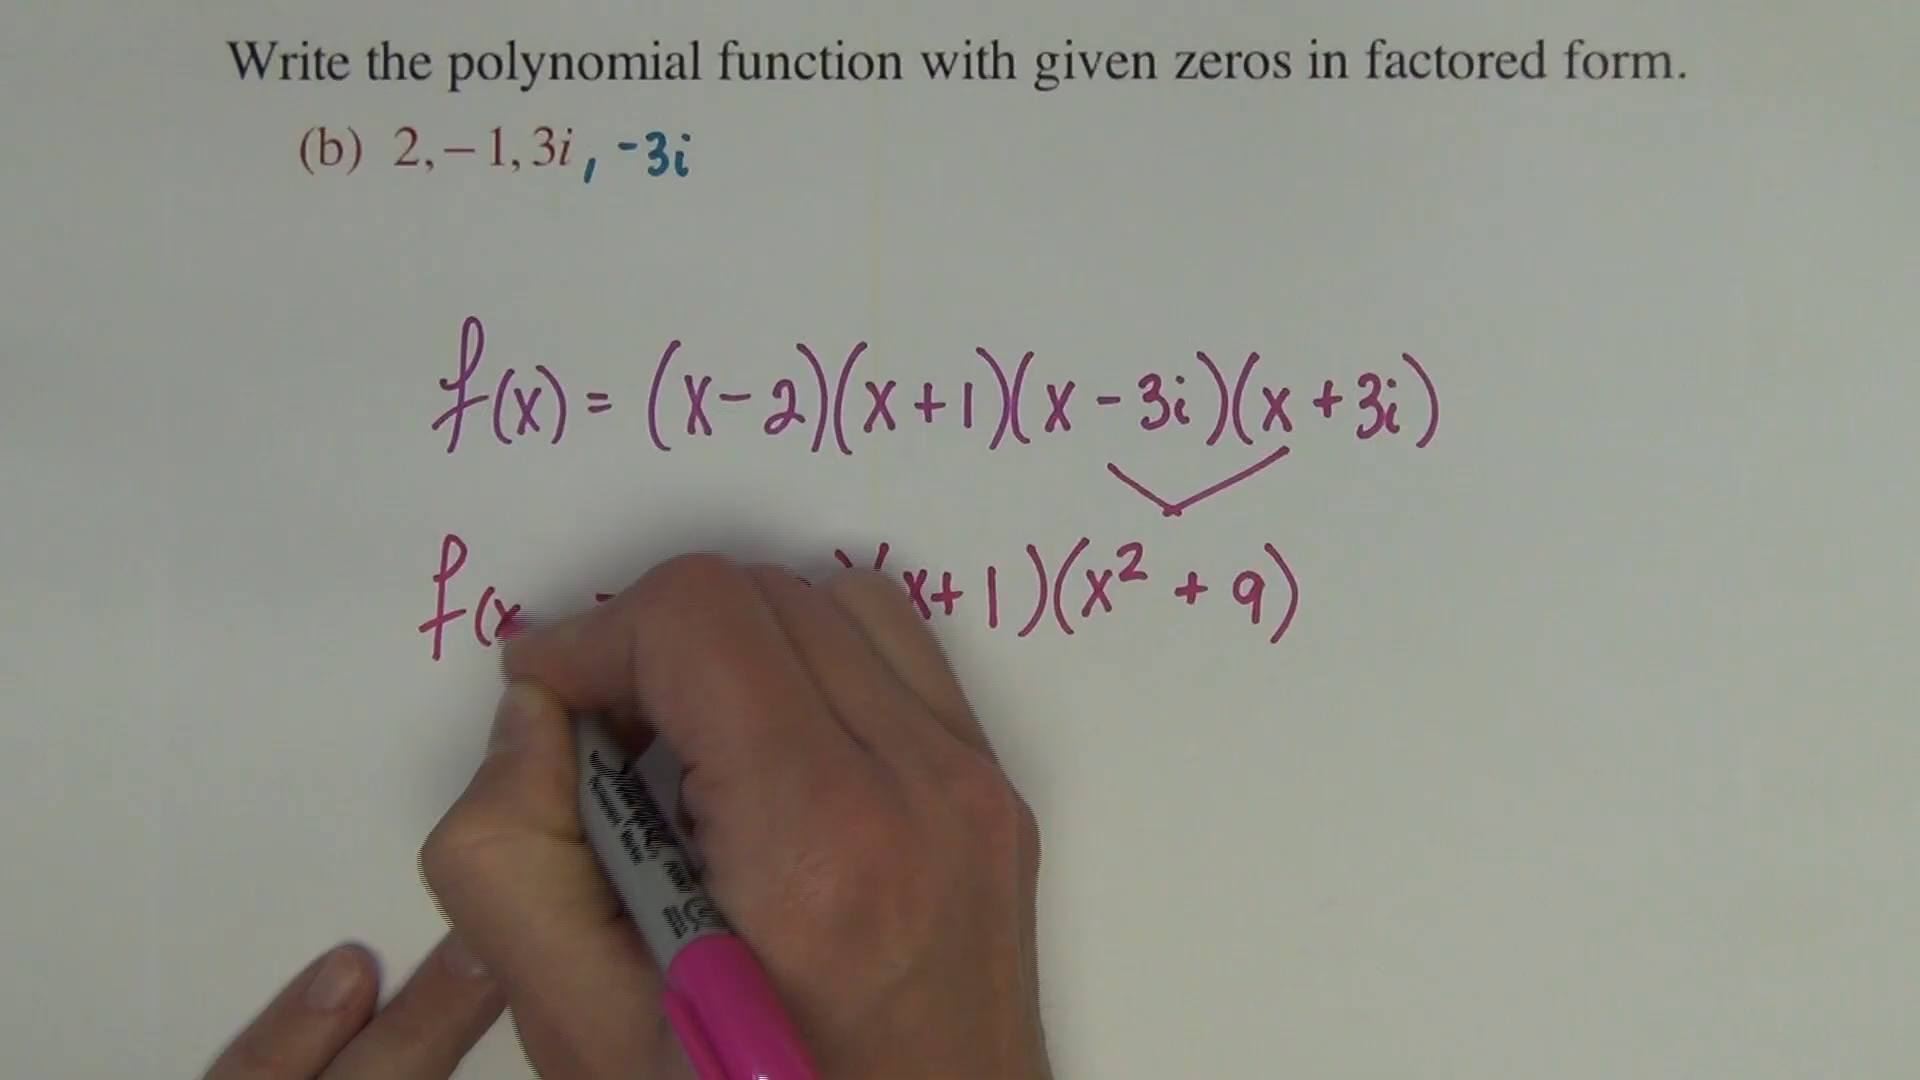 Write the polynomial function with given zeros in factored form.
(b) 2, −1, 3i, -3i
f(x) = (x-2)(x+1)(x-3i)(x+3i)
f(x - )(x+1)(x² + 9)